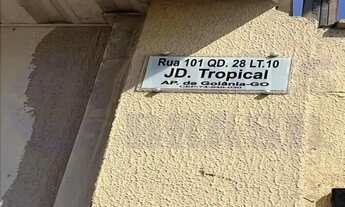 Rua 101 QD. 28 LT.10
JD. Tropical
AP. de Goiânia-GO